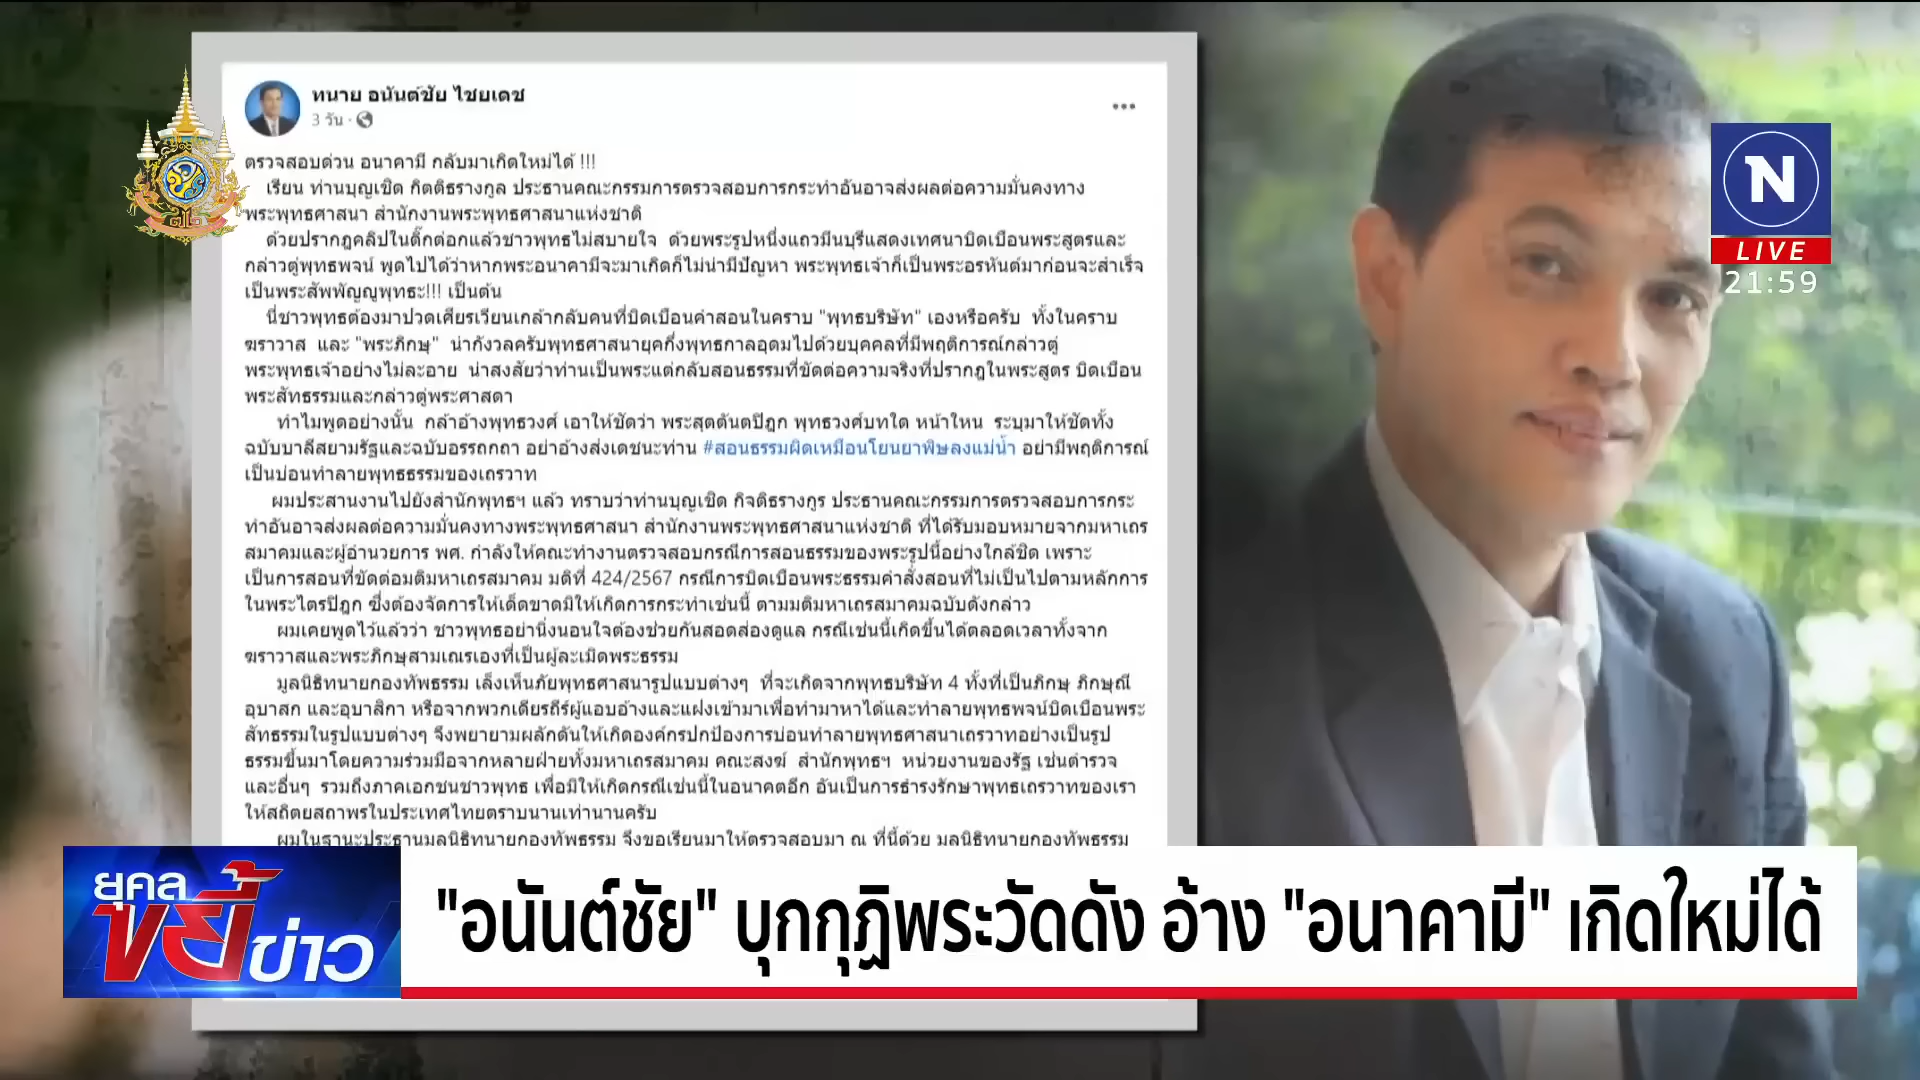 ทนาย อนันต์ชัย ไชยเดช
3 วัน ·
ตรวจสอบด่วน อนาคามี กลับมาเกิดใหม่ได้ !!!
เรียน ท่านบุญเชิด กิตติธรางกูล ประธานคณะกรรมการตรวจสอบการกระทำอันอาจส่งผลต่อความมั่นคงทาง
พระพุทธศาสนา สำนักงานพระพุทธศาสนาแห่งชาติ
ด้วยปรากฎคลิปในติ๊กต่อกแล้วชาวพุทธไม่สบายใจ ด้วยพระรูปหนึ่งแถวมีนบุรีแสดงเทศนาบิดเบือนพระสูตรและ
กล่าวตู่พุทธพจน์ พูดไปได้ว่าหากพระอนาคามีจะมาเกิดก็ไม่น่ามีปัญหา พระพุทธเจ้าก็เป็นพระอรหันต์มาก่อนจะสำเร็จ
เป็นพระสัพพัญญูพุทธะ!!! เป็นต้น
นี่ชาวพุทธต้องมาปวดเศียรเวียนเกล้ากลับคนที่บิดเบือนคำสอนในคราบ "พุทธบริษัท" เองหรือครับ ทั้งในคราบ
ฆราวาส และ "พระภิกษุ" น่ากังวลครับพุทธศาสนายุคกึ่งพุทธกาลอุดมไปด้วยบุคคลที่มีพฤติการณ์กล่าวตู่
พระพุทธเจ้าอย่างไม่ละอาย น่าสงสัยว่าท่านเป็นพระแต่กลับสอนธรรมที่ขัดต่อความจริงที่ปรากฎในพระสูตร บิดเบือน
พระสัทธรรมและกล่าวตู่พระศาสดา
ทำไมพูดอย่างนั้น กล้าอ้างพุทธวงศ์ เอาให้ชัดว่า พระสุตตันตปิฎก พุทธวงศ์บทใด หน้าใหน ระบุมาให้ชัดทั้ง
ฉบับบาลีสยามรัฐและฉบับอรรถกถา อย่าอ้างส่งเดชนะท่าน #สอนธรรมผิดเหมือนโยนยาพิษลงแม่น้ำ อย่ามีพฤติการณ์
เป็นบ่อนทำลายพุทธธรรมของเถรวาท
ผมประสานงานไปยังสำนักพุทธฯ แล้ว ทราบว่าท่านบุญเชิด กิจติธรางกูร ประธานคณะกรรมการตรวจสอบการกระ
ทำอันอาจส่งผลต่อความมั่นคงทางพระพุทธศาสนา สำนักงานพระพุทธศาสนาแห่งชาติ ที่ได้รับมอบหมายจากมหาเถร
สมาคมและผู้อำนวยการ พศ. กำลังให้คณะทำงานตรวจสอบกรณีการสอนธรรมของพระรูปนี้อย่างใกล้ชิด เพราะ
เป็นการสอนที่ขัดต่อมติมหาเถรสมาคม มติที่ 424/2567 กรณีการบิดเบือนพระธรรมคำสั่งสอนที่ไม่เป็นไปตามหลักการ
ในพระไตรปิฎก ซึ่งต้องจัดการให้เด็ดขาดมิให้เกิดการกระทำเช่นนี้ ตามมติมหาเถรสมาคมฉบับดังกล่าว
ผมเคยพูดไว้แล้วว่า ชาวพุทธอย่านิ่งนอนใจต้องช่วยกันสอดส่องดูแล กรณีเช่นนี้เกิดขึ้นได้ตลอดเวลาทั้งจาก
ฆราวาสและพระภิกษุสามเณรเองที่เป็นผู้ละเมิดพระธรรม
มูลนิธิทนายกองทัพธรรม เล็งเห็นภัยพุทธศาสนารูปแบบต่างๆ ที่จะเกิดจากพุทธบริษัท 4 ทั้งที่เป็นภิกษุ ภิกษุณี
อุบาสก และอุบาสิกา หรือจากพวกเดียรถีร์ผู้แอบอ้างและแฝงเข้ามาเพื่อทำมาหาได้และทำลายพุทธพจน์บิดเบือนพระ
สัทธรรมในรูปแบบต่างๆ จึงพยายามผลักดันให้เกิดองค์กรปกป้องการบ่อนทำลายพุทธศาสนาเถรวาทอย่างเป็นรูป
ธรรมขึ้นมาโดยความร่วมมือจากหลายฝ่ายทั้งมหาเถรสมาคม คณะสงฆ์ สำนักพุทธฯ หน่วยงานของรัฐ เช่นตำรวจ
และอื่นๆ รวมถึงภาคเอกชนชาวพุทธ เพื่อมิให้เกิดกรณีเช่นนี้ในอนาคตอีก อันเป็นการธำรงรักษาพุทธเถรวาทของเรา
ให้สถิตยสถาพรในประเทศไทยตราบนานเท่านานครับ
ผมในฐานะประธานมูลนิธิทนายกองทัพธรรม จึงขอเรียนมาให้ตรวจสอบมา ณ ที่นี้ด้วย มูลนิธิทนายกองทัพธรรม
N
LIVE
21:59
ยุคล
ขยี้ข่าว
"อนันต์ชัย" บุกกุฏิพระวัดดัง อ้าง "อนาคามี" เกิดใหม่ได้